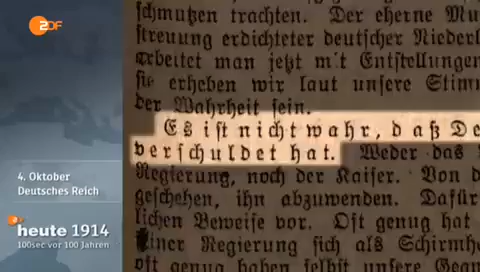 ZDF
schmutzen trachten. Der eherne Mu
streuung erdichteter deutscher Niederl
arbeitet man jetzt mit Entstellungen
sie erheben wir laut unsere Stim
der Wahrheit sein.
Es ist nicht wahr, daß De
verschuldet hat. Weder das
Regierung, noch der Kaiser. Von d
geschehen, ihn abzuwenden. Dafür
lichen Beweise vor. Oft genug hat
einer Regierung sich als Schirmhe
oft genug haben selbst unsere Gegn
4. Oktober
Deutsches Reich
ZDF
heute 1914
100sec vor 100 Jahren